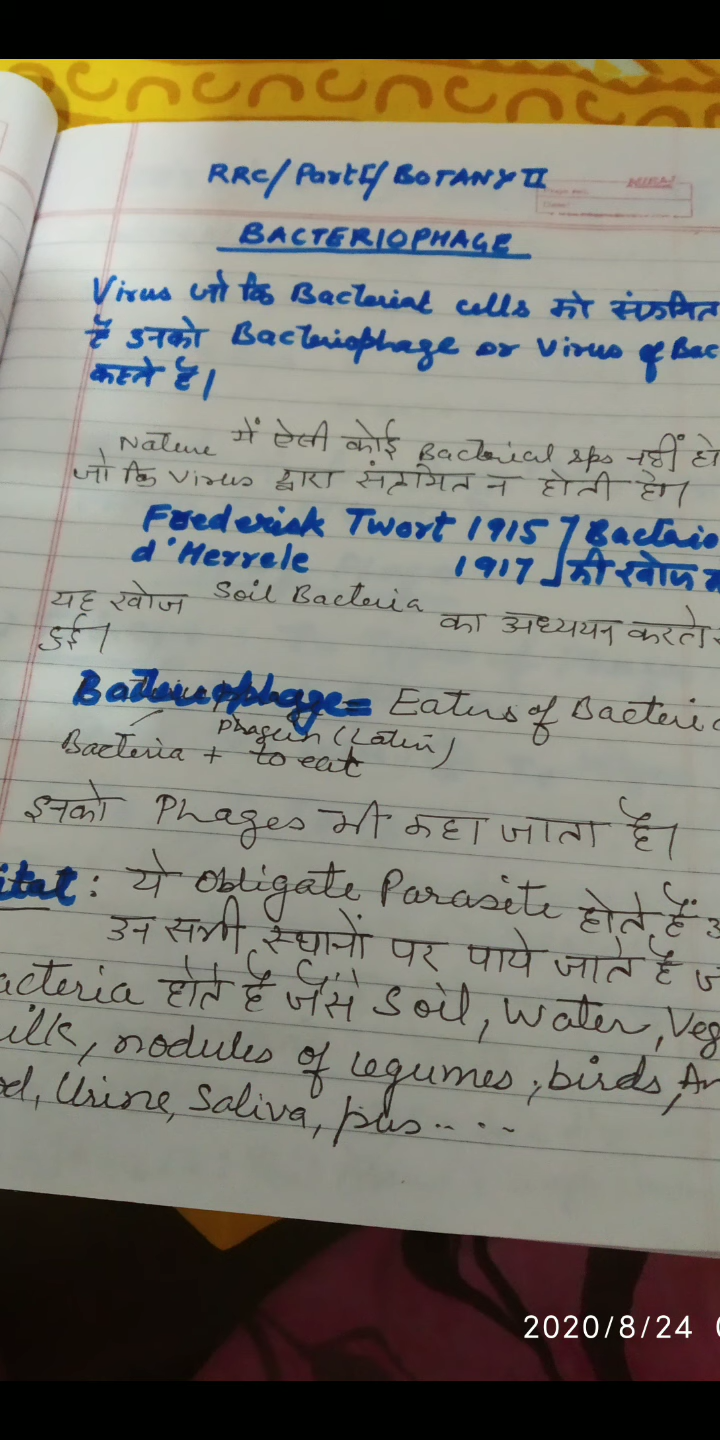 RRC/PartI/BOTANY II
BACTERIOPHAGE
Virus जो कि Bacterial cells को संक्रमित
हैं इनको Bacteriophage or Virus of Bac
कहते हैं।
Nature में ऐसी कोई Bacterial sps नहीं हो
जो कि Virus द्वारा संक्रमित न होती हो।
Frederick Twort 1915 ] Bacterio
d'Herrele 1917 ] की खोज
यह खोज Soil Bacteria का अध्ययन करते
हुई।
Bacteriophage = Eaters of Bacteri
Bacteria + Phagein (Latin)
to eat
इनको Phages भी कहा जाता है।
itat : ये Obligate Parasite होते हैं
उन सभी स्थानों पर पाये जाते हैं ज
acteria होते हैं जैसे Soil, Water, Veg
ilk, nodules of legumes, birds, An
od, Urine, Saliva, pus....
2020/8/24